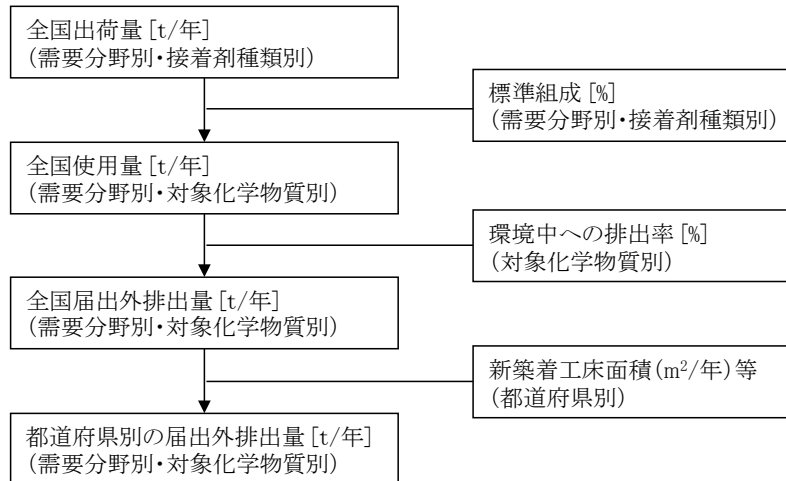 全国出荷量[t/年]
(需要分野別・接着剤種類別)
標準組成[%]
(需要分野別・接着剤種類別)
全国使用量[t/年]
(需要分野別・対象化学物質別)
環境中への排出率[%]
(対象化学物質別)
全国届出外排出量[t/年]
(需要分野別・対象化学物質別)
新築着工床面積(m²/年)等
(都道府県別)
都道府県別の届出外排出量[t/年]
(需要分野別・対象化学物質別)